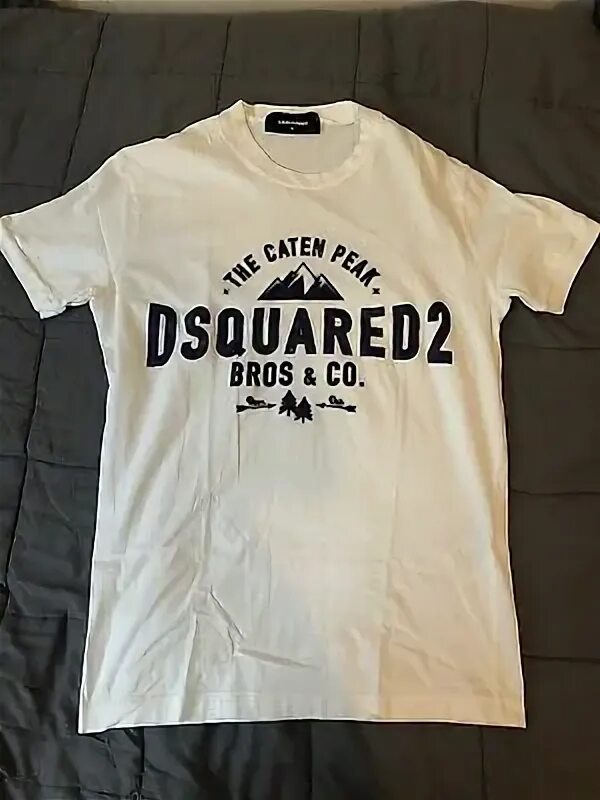 THE CATEN PEAK
DSQUARED2
BROS & CO.